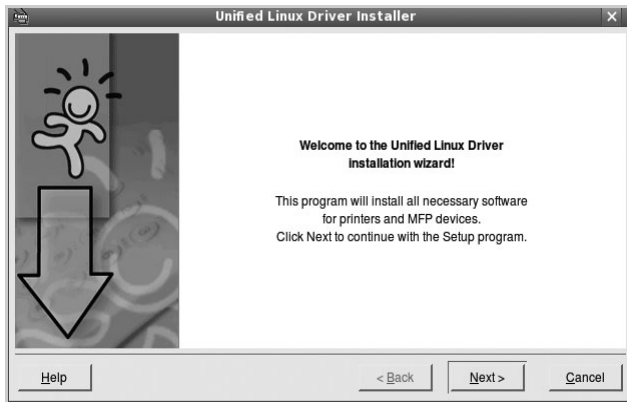 Unified Linux Driver Installer
Welcome to the Unified Linux Driver
installation wizard!
This program will install all necessary software
for printers and MFP devices.
Click Next to continue with the Setup program.
Help
< Back
Next >
Cancel